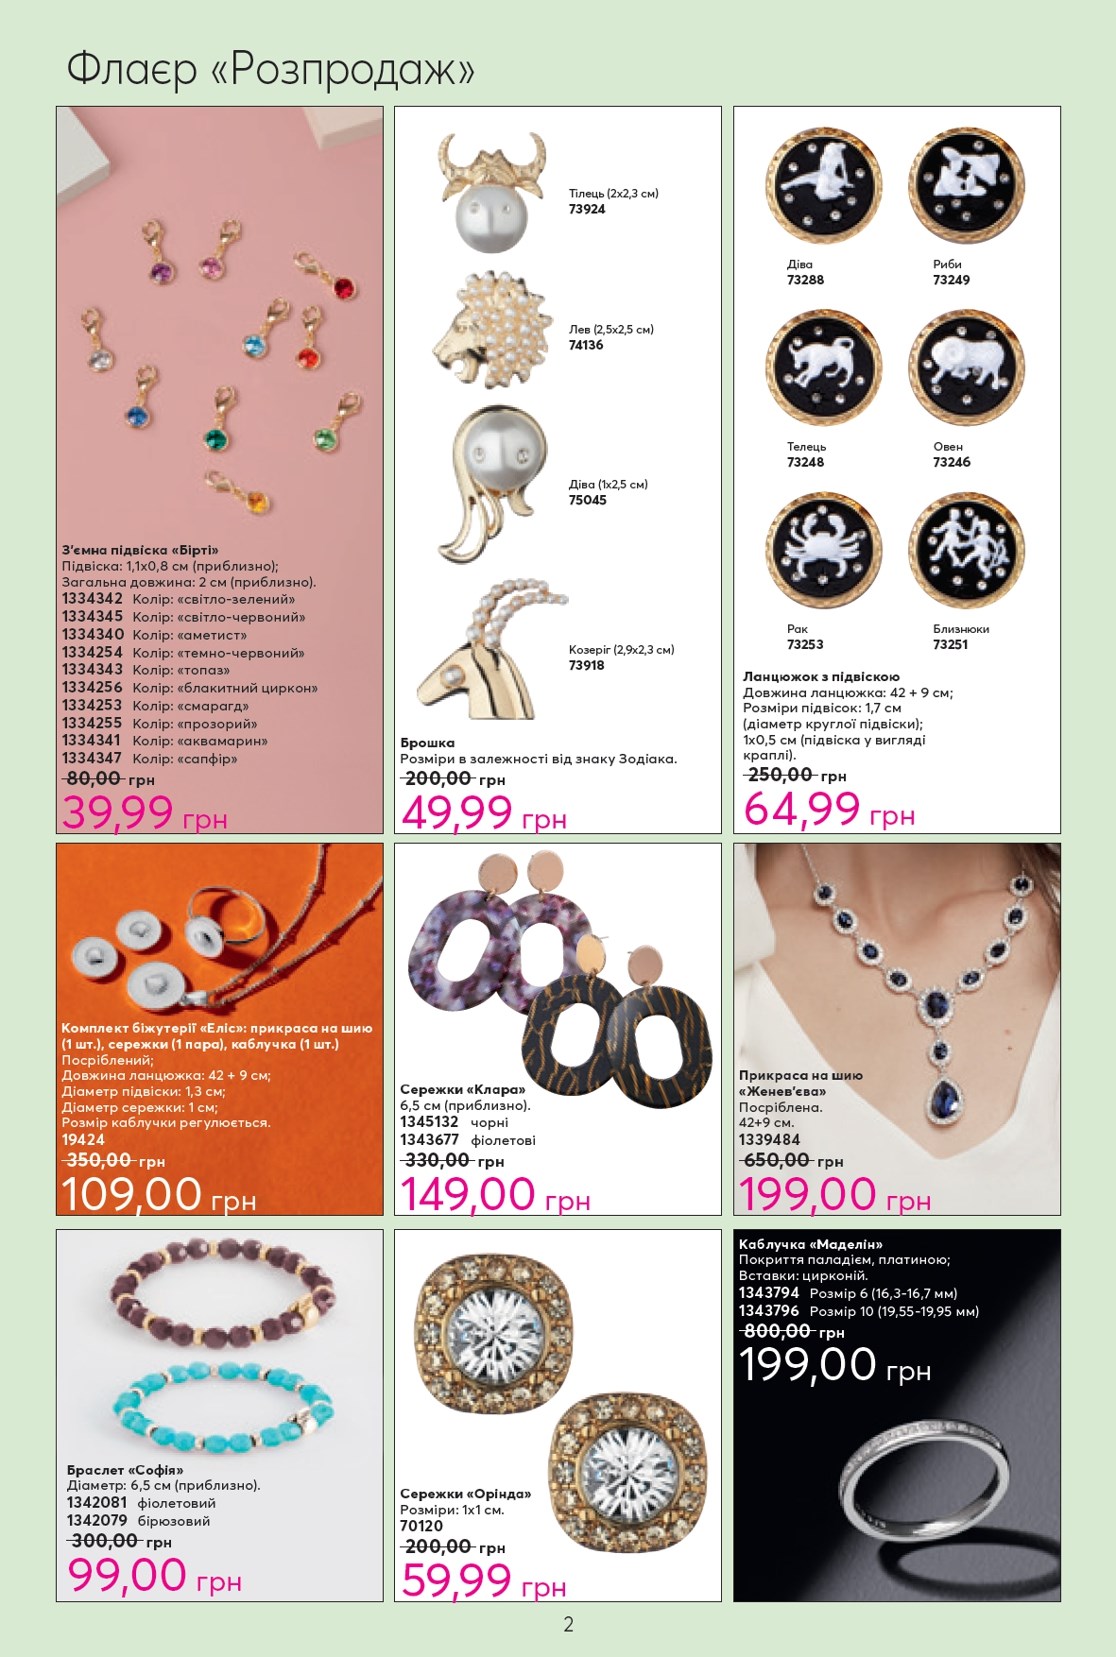 Флаєр «Розпродаж»
З'ємна підвіска «Бірті»
Підвіска: 1,1х0,8 см (приблизно);
Загальна довжина: 2 см (приблизно).
1334342 Колір: «світло-зелений»
1334345 Колір: «світло-червоний»
1334340 Колір: «аметист»
1334254 Колір: «темно-червоний»
1334343 Колір: «топаз»
1334256 Колір: «блакитний циркон»
1334253 Колір: «смарагд»
1334255 Колір: «прозорий»
1334341 Колір: «аквамарин»
1334347 Колір: «сапфір»
80,00 грн
39,99 грн
Тілець (2х2,3 см)
73924
Лев (2,5х2,5 см)
74136
Діва (1х2,5 см)
75045
Козеріг (2,9х2,3 см)
73918
Брошка
Розміри в залежності від знаку Зодіака.
200,00 грн
49,99 грн
Діва
73288
Риби
73249
Телець
73248
Овен
73246
Рак
73253
Близнюки
73251
Ланцюжок з підвіскою
Довжина ланцюжка: 42 + 9 см;
Розміри підвісок: 1,7 см
(діаметр круглої підвіски);
1х0,5 см (підвіска у вигляді
краплі).
250,00 грн
64,99 грн
Комплект біжутерії «Еліс»: прикраса на шию
(1 шт.), сережки (1 пара), каблучка (1 шт.)
Посріблений;
Довжина ланцюжка: 42 + 9 см;
Діаметр підвіски: 1,3 см;
Діаметр сережки: 1 см;
Розмір каблучки регулюється.
19424
350,00 грн
109,00 грн
Сережки «Клара»
6,5 см (приблизно).
1345132 чорні
1343677 фіолетові
330,00 грн
149,00 грн
Прикраса на шию
«Женев'єва»
Посріблена.
42+9 см.
1339484
650,00 грн
199,00 грн
Браслет «Софія»
Діаметр: 6,5 см (приблизно).
1342081 фіолетовий
1342079 бірюзовий
300,00 грн
99,00 грн
Сережки «Орінда»
Розміри: 1х1 см.
70120
200,00 грн
59,99 грн
Каблучка «Маделін»
Покриття паладієм, платиною;
Вставки: цирконій.
1343794 Розмір 6 (16,3-16,7 мм)
1343796 Розмір 10 (19,55-19,95 мм)
800,00 грн
199,00 грн
2